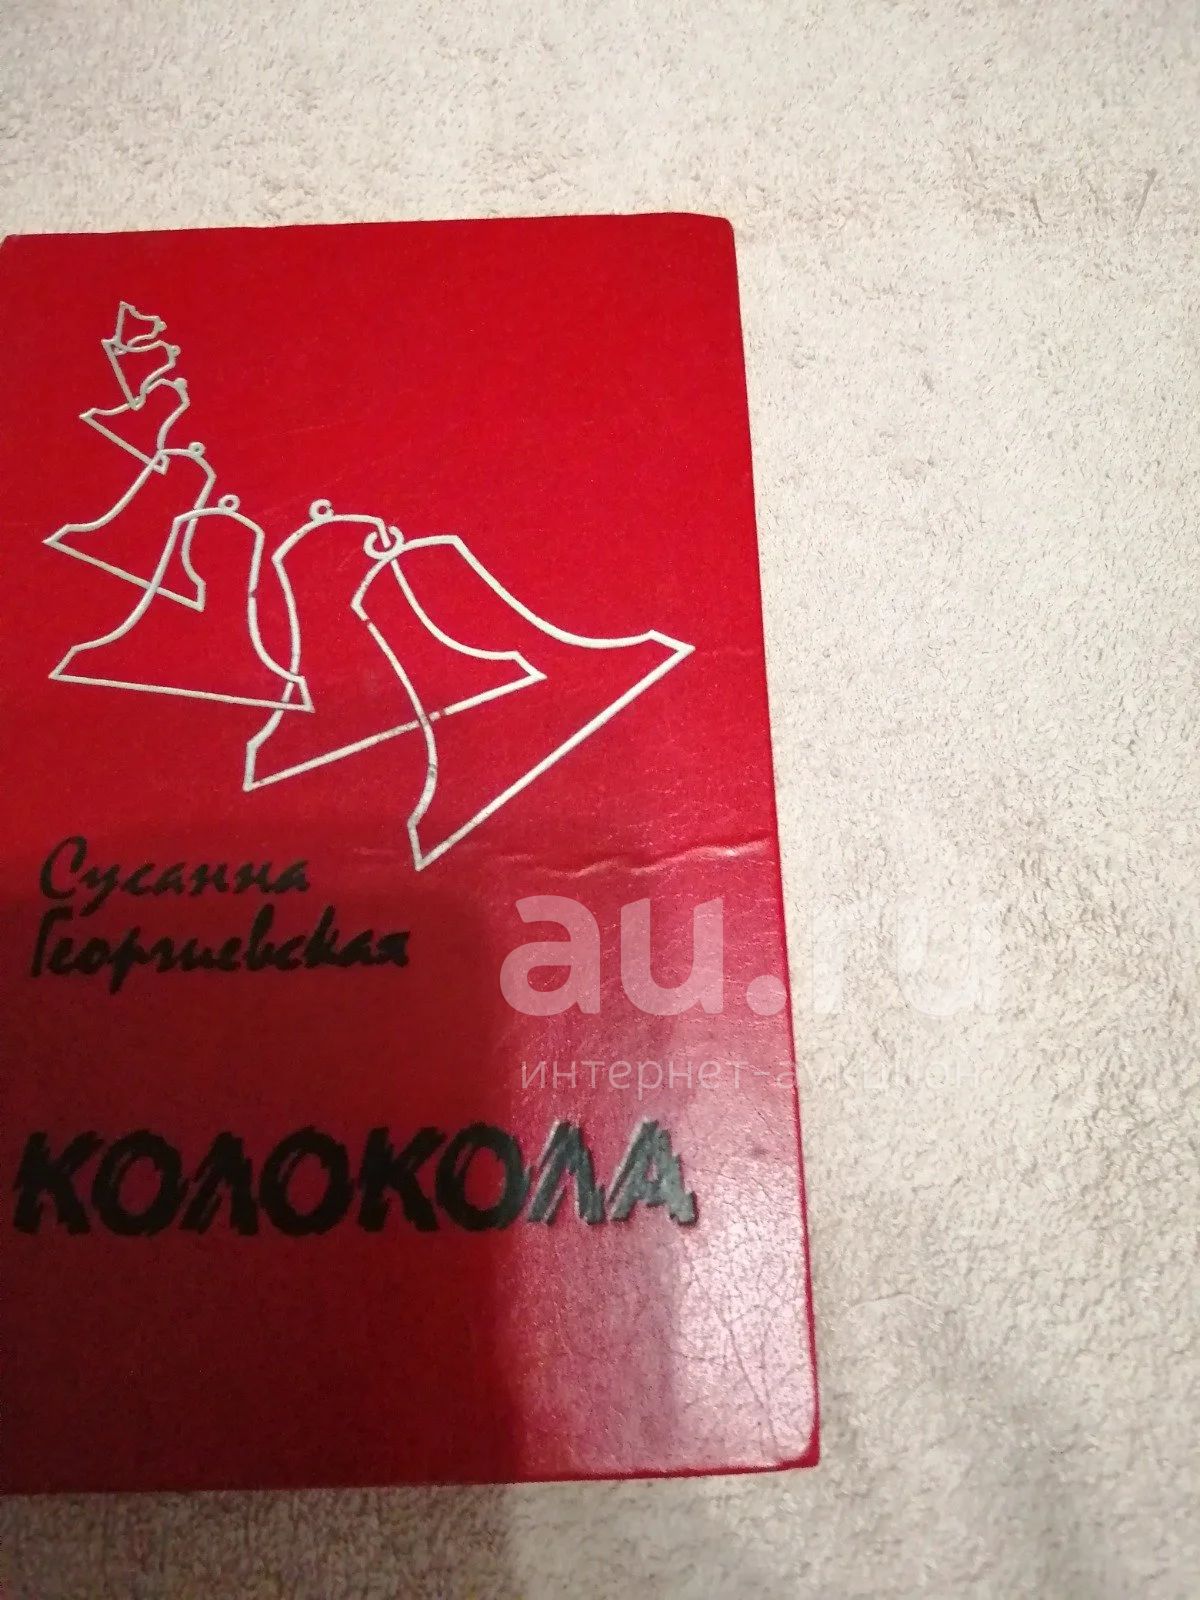 Сусанна
Георгиевская
au.ru
интернет-аукцион
КОЛОКОЛА